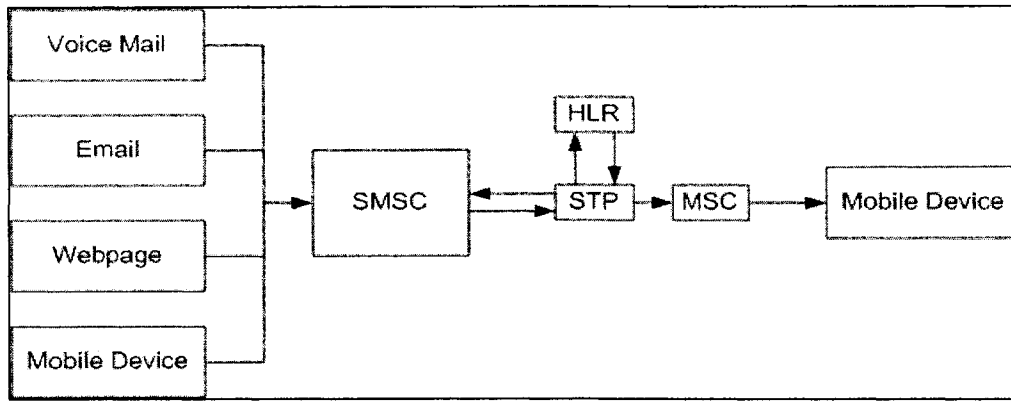 Voice Mail
Email
Webpage
Mobile Device
SMSC
HLR
STP
MSC
Mobile Device